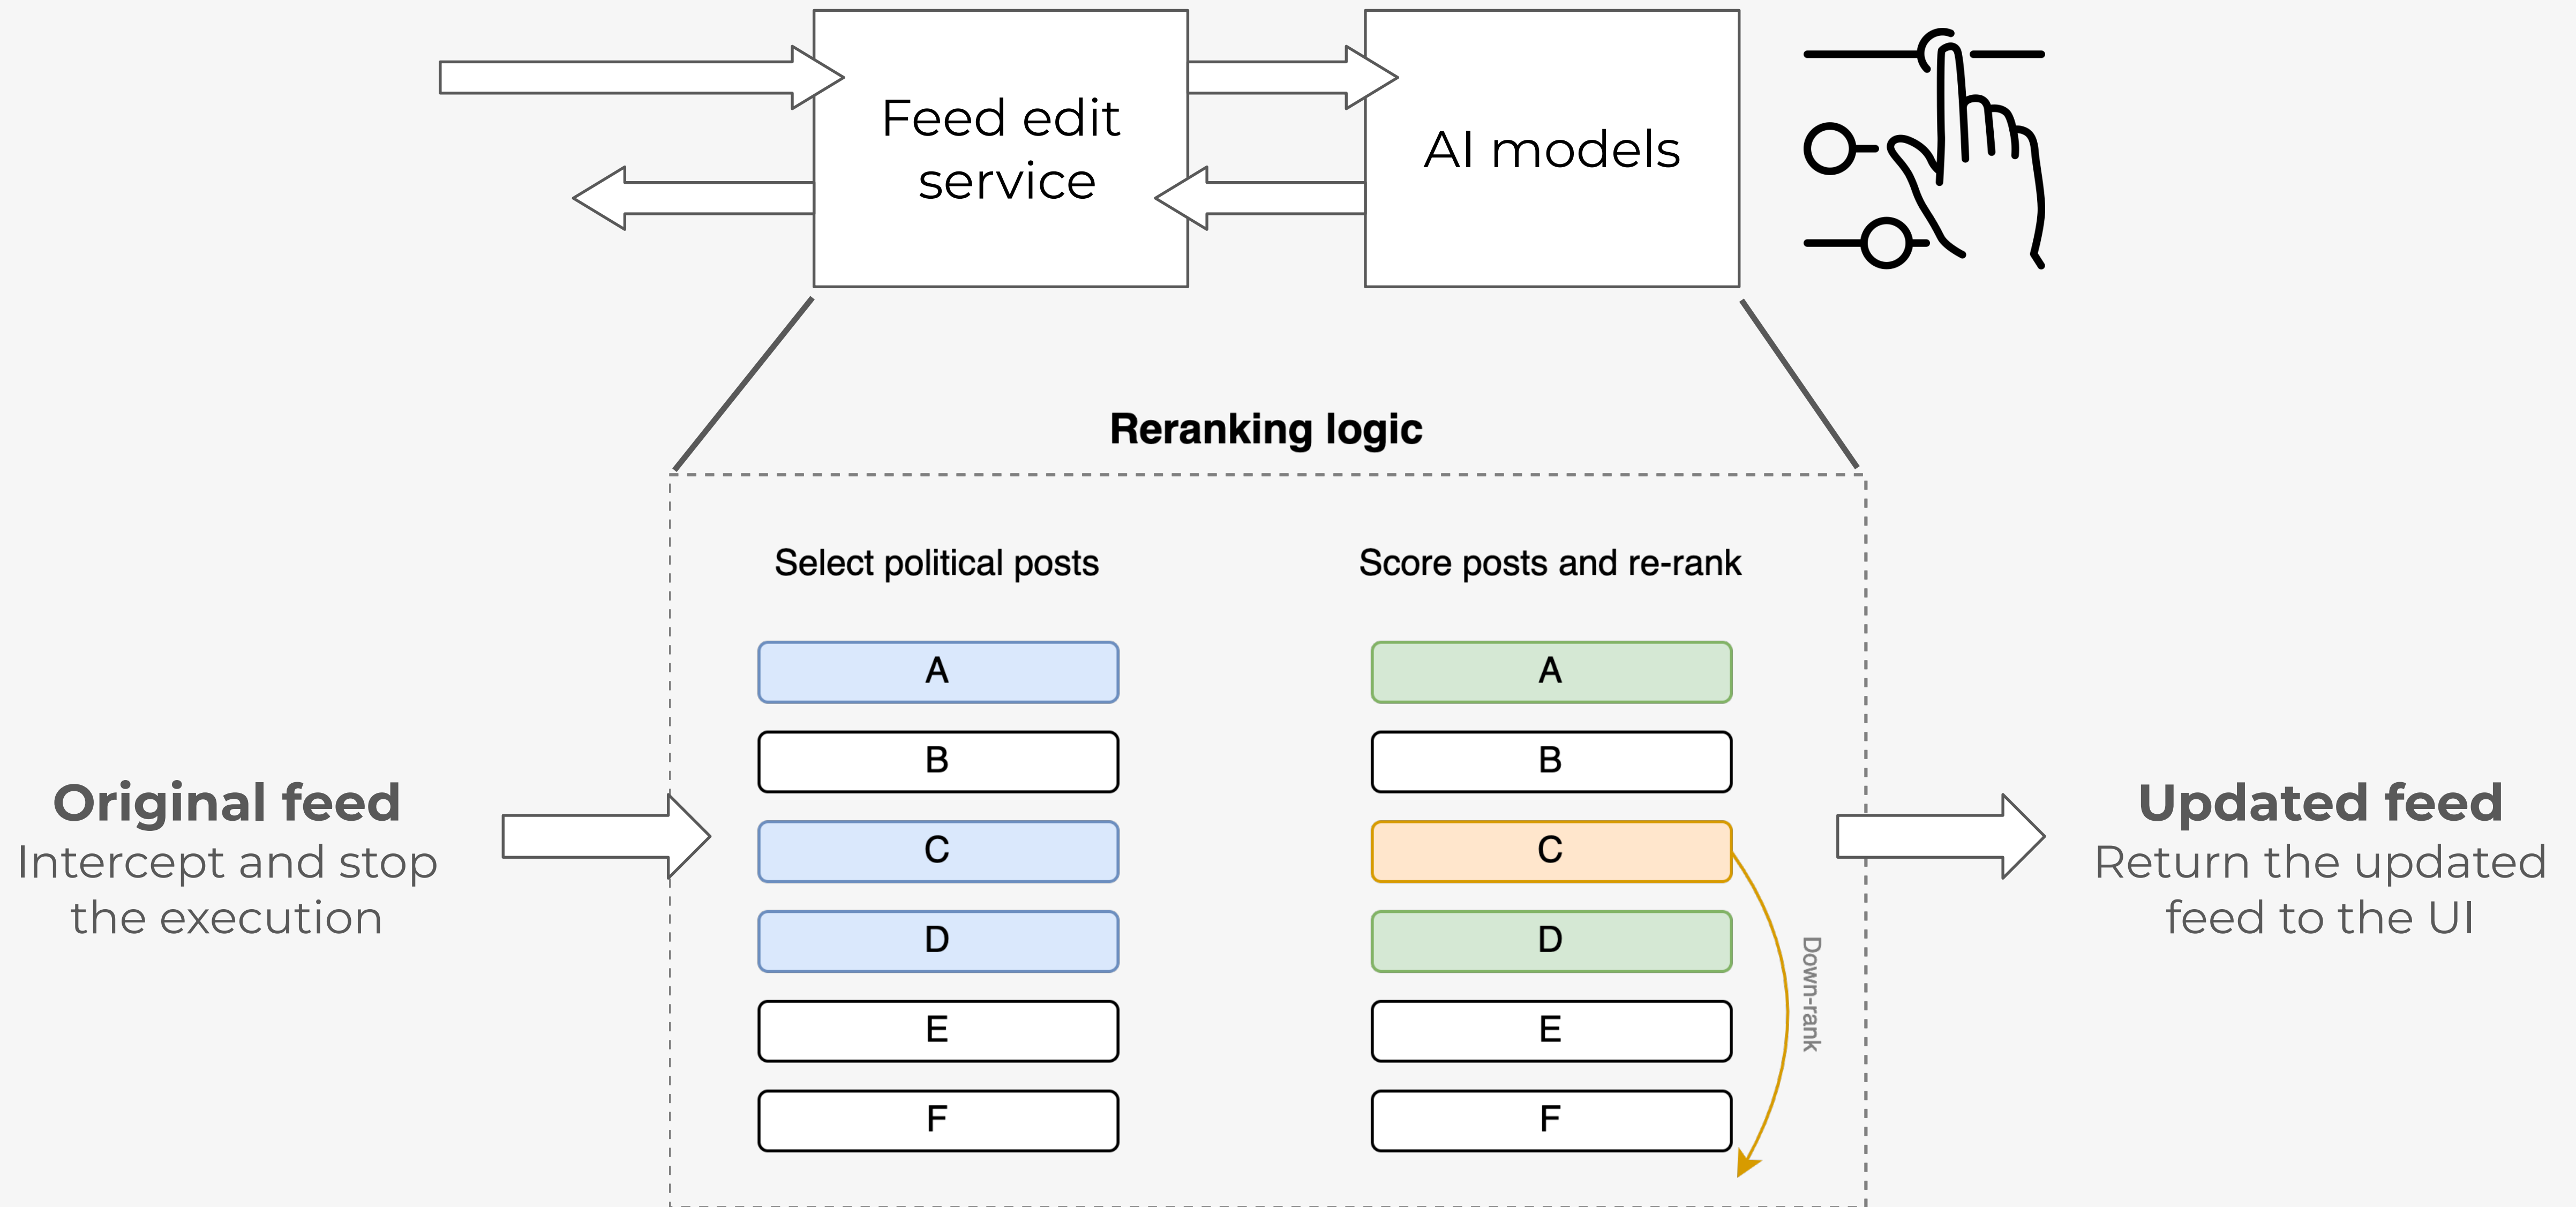 Feed edit
service
AI models
Reranking logic
Select political posts
Score posts and re-rank
A
B
C
D
E
F
A
B
C
D
E
F
Down-rank
Original feed
Intercept and stop
the execution
Updated feed
Return the updated
feed to the UI